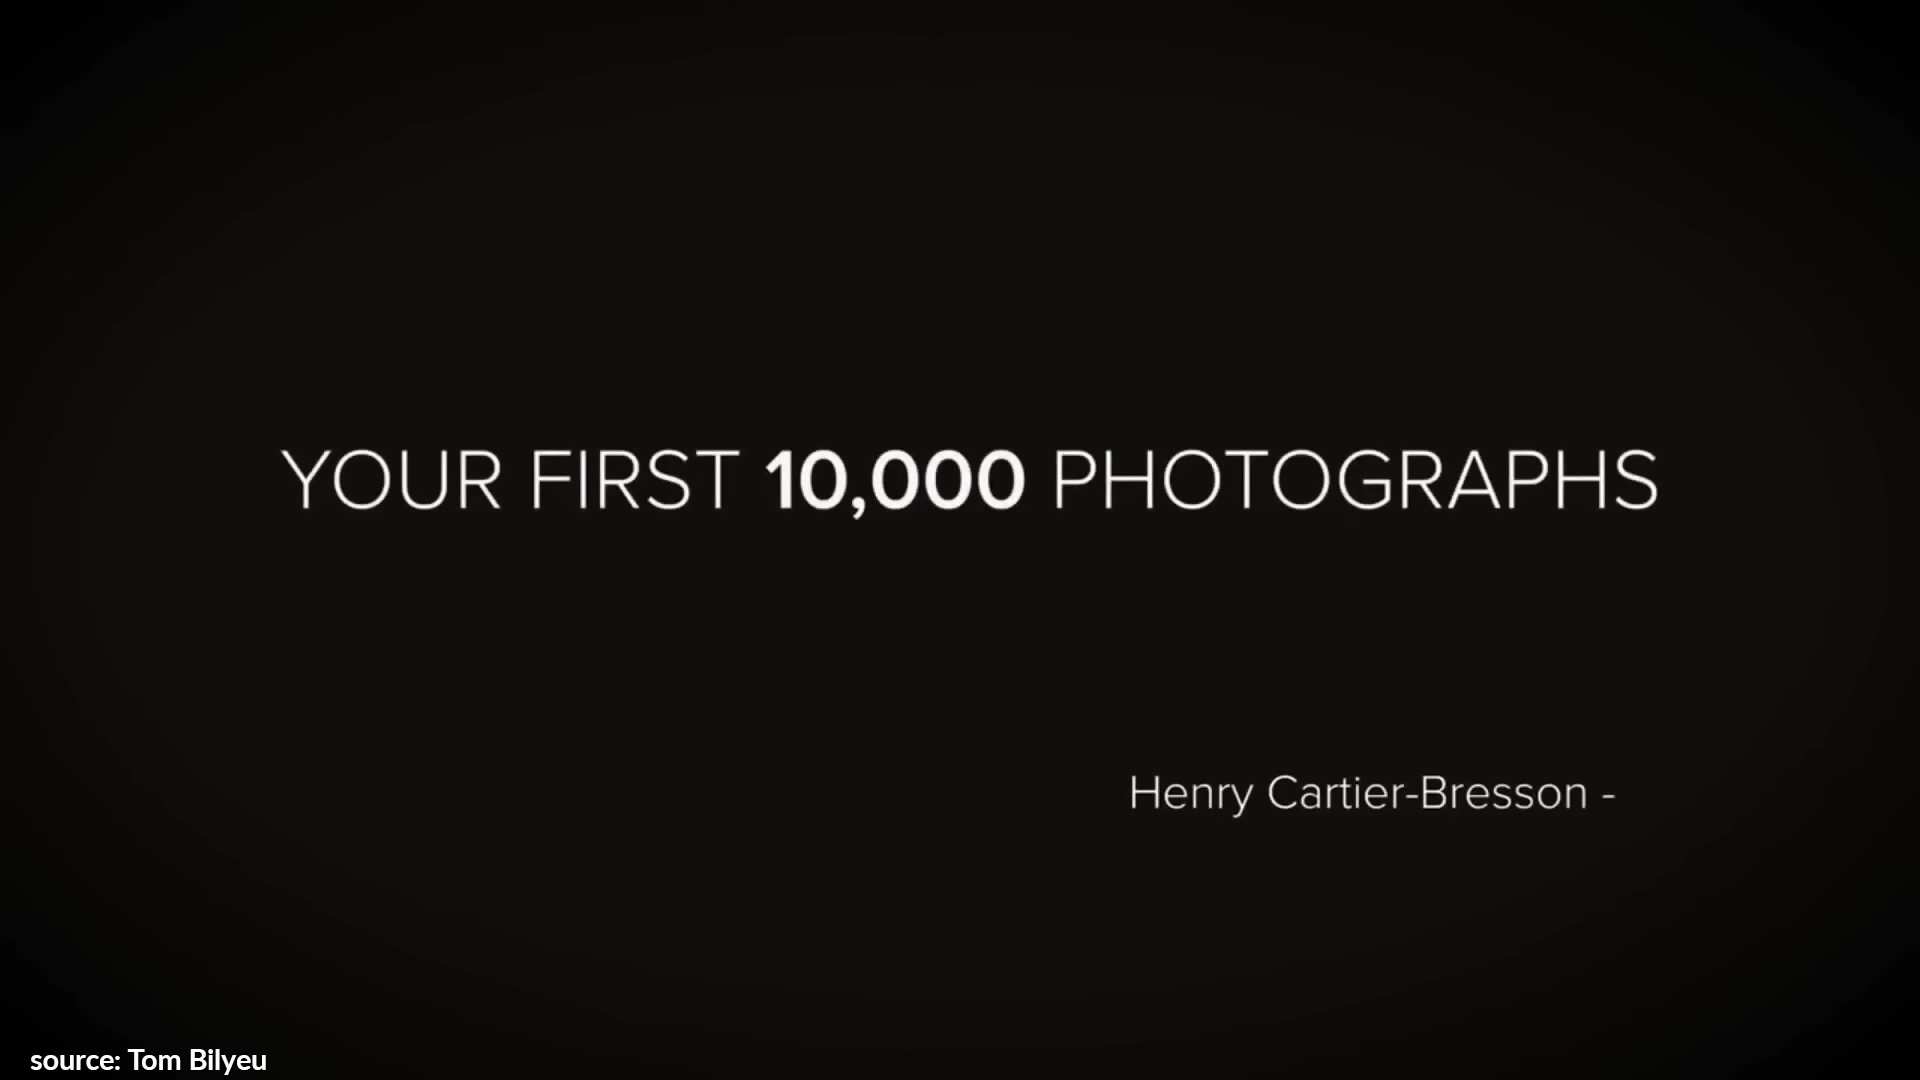 YOUR FIRST 10,000 PHOTOGRAPHS
Henry Cartier-Bresson -
source: Tom Bilyeu